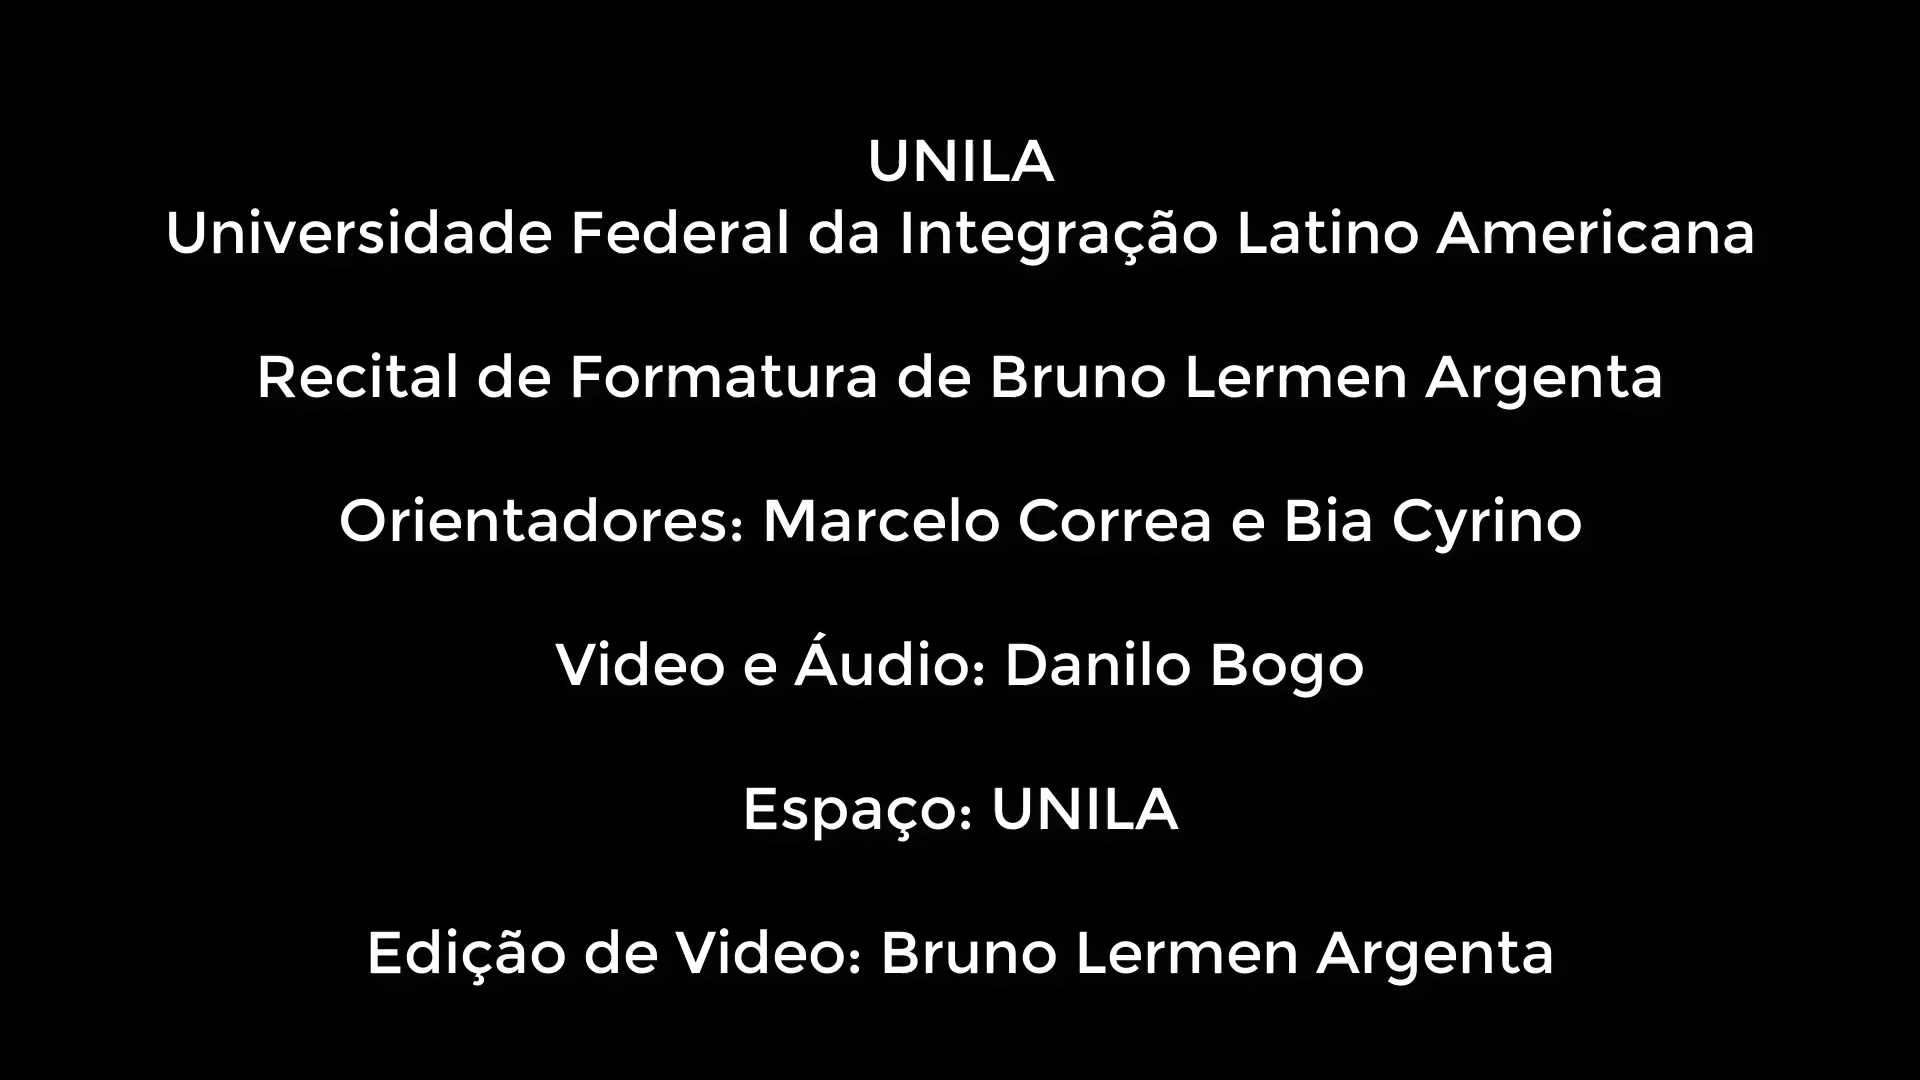 UNILA
Universidade Federal da Integração Latino Americana
Recital de Formatura de Bruno Lermen Argenta
Orientadores: Marcelo Correa e Bia Cyrino
Video e Áudio: Danilo Bogo
Espaço: UNILA
Edição de Video: Bruno Lermen Argenta